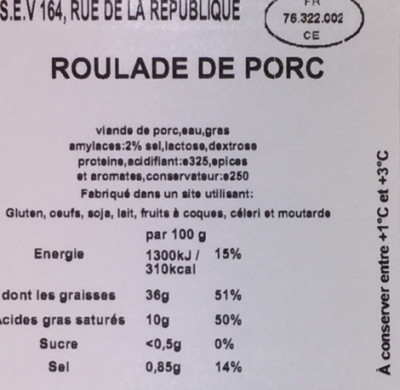 S.E.V 164, RUE DE LA REPUBLIQUE
FR
76.322.002
CE
ROULADE DE PORC
viande de porc,eau,gras
amylaces:2% sel,lactose,dextrose
proteine,acidifiant:e325,epices
et aromates,conservateur:e250
Fabriqué dans un site utilisant:
Gluten, oeufs, soja, lait, fruits à coques, céleri et moutarde
par 100 g
Energie 1300kJ / 15%
310kcal
dont les graisses 36g 51%
Acides gras saturés 10g 50%
Sucre <0,5g 0%
Sel 0,85g 14%
À conserver entre +1°C et +3°C